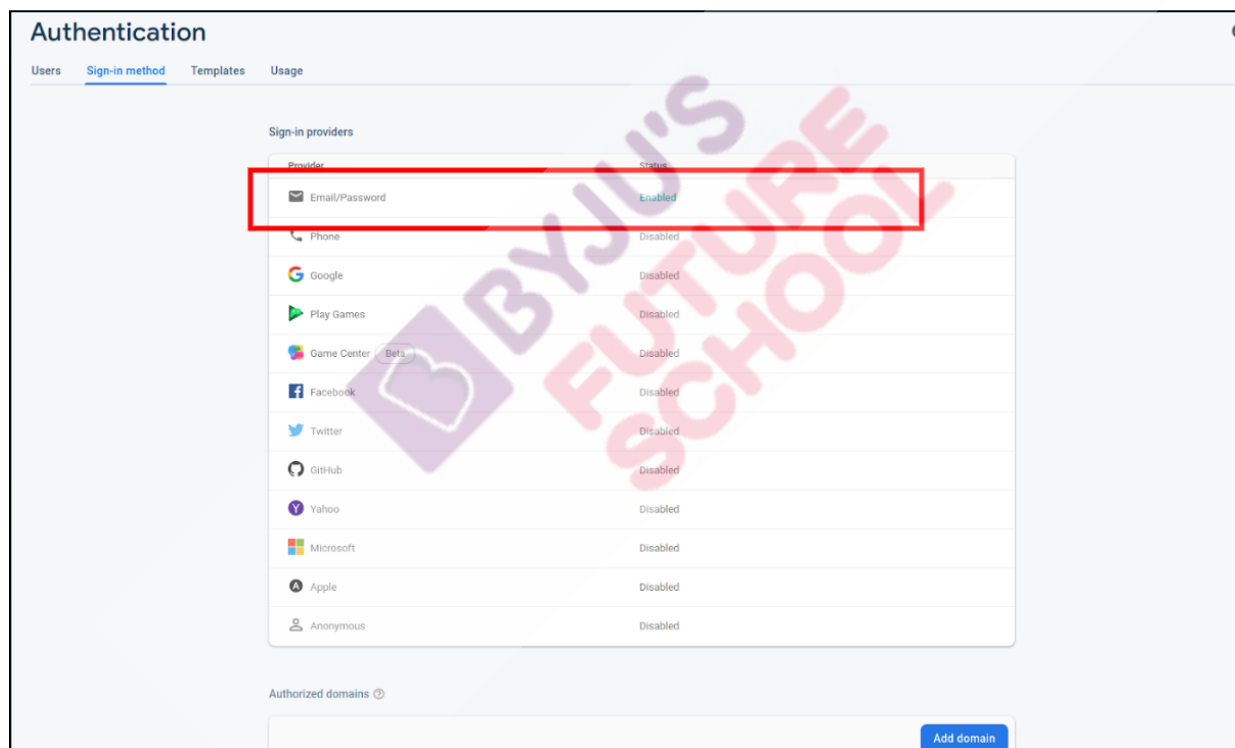 Authentication
Users Sign-in method Templates Usage
Sign-in providers
Provider Status
Email/Password Enabled
Phone Disabled
Google Disabled
Play Games Disabled
Game Center Beta Disabled
Facebook Disabled
Twitter Disabled
GitHub Disabled
Yahoo Disabled
Microsoft Disabled
Apple Disabled
Anonymous Disabled
Authorized domains
Add domain
BYJU'S
FUTURE
SCHOOL